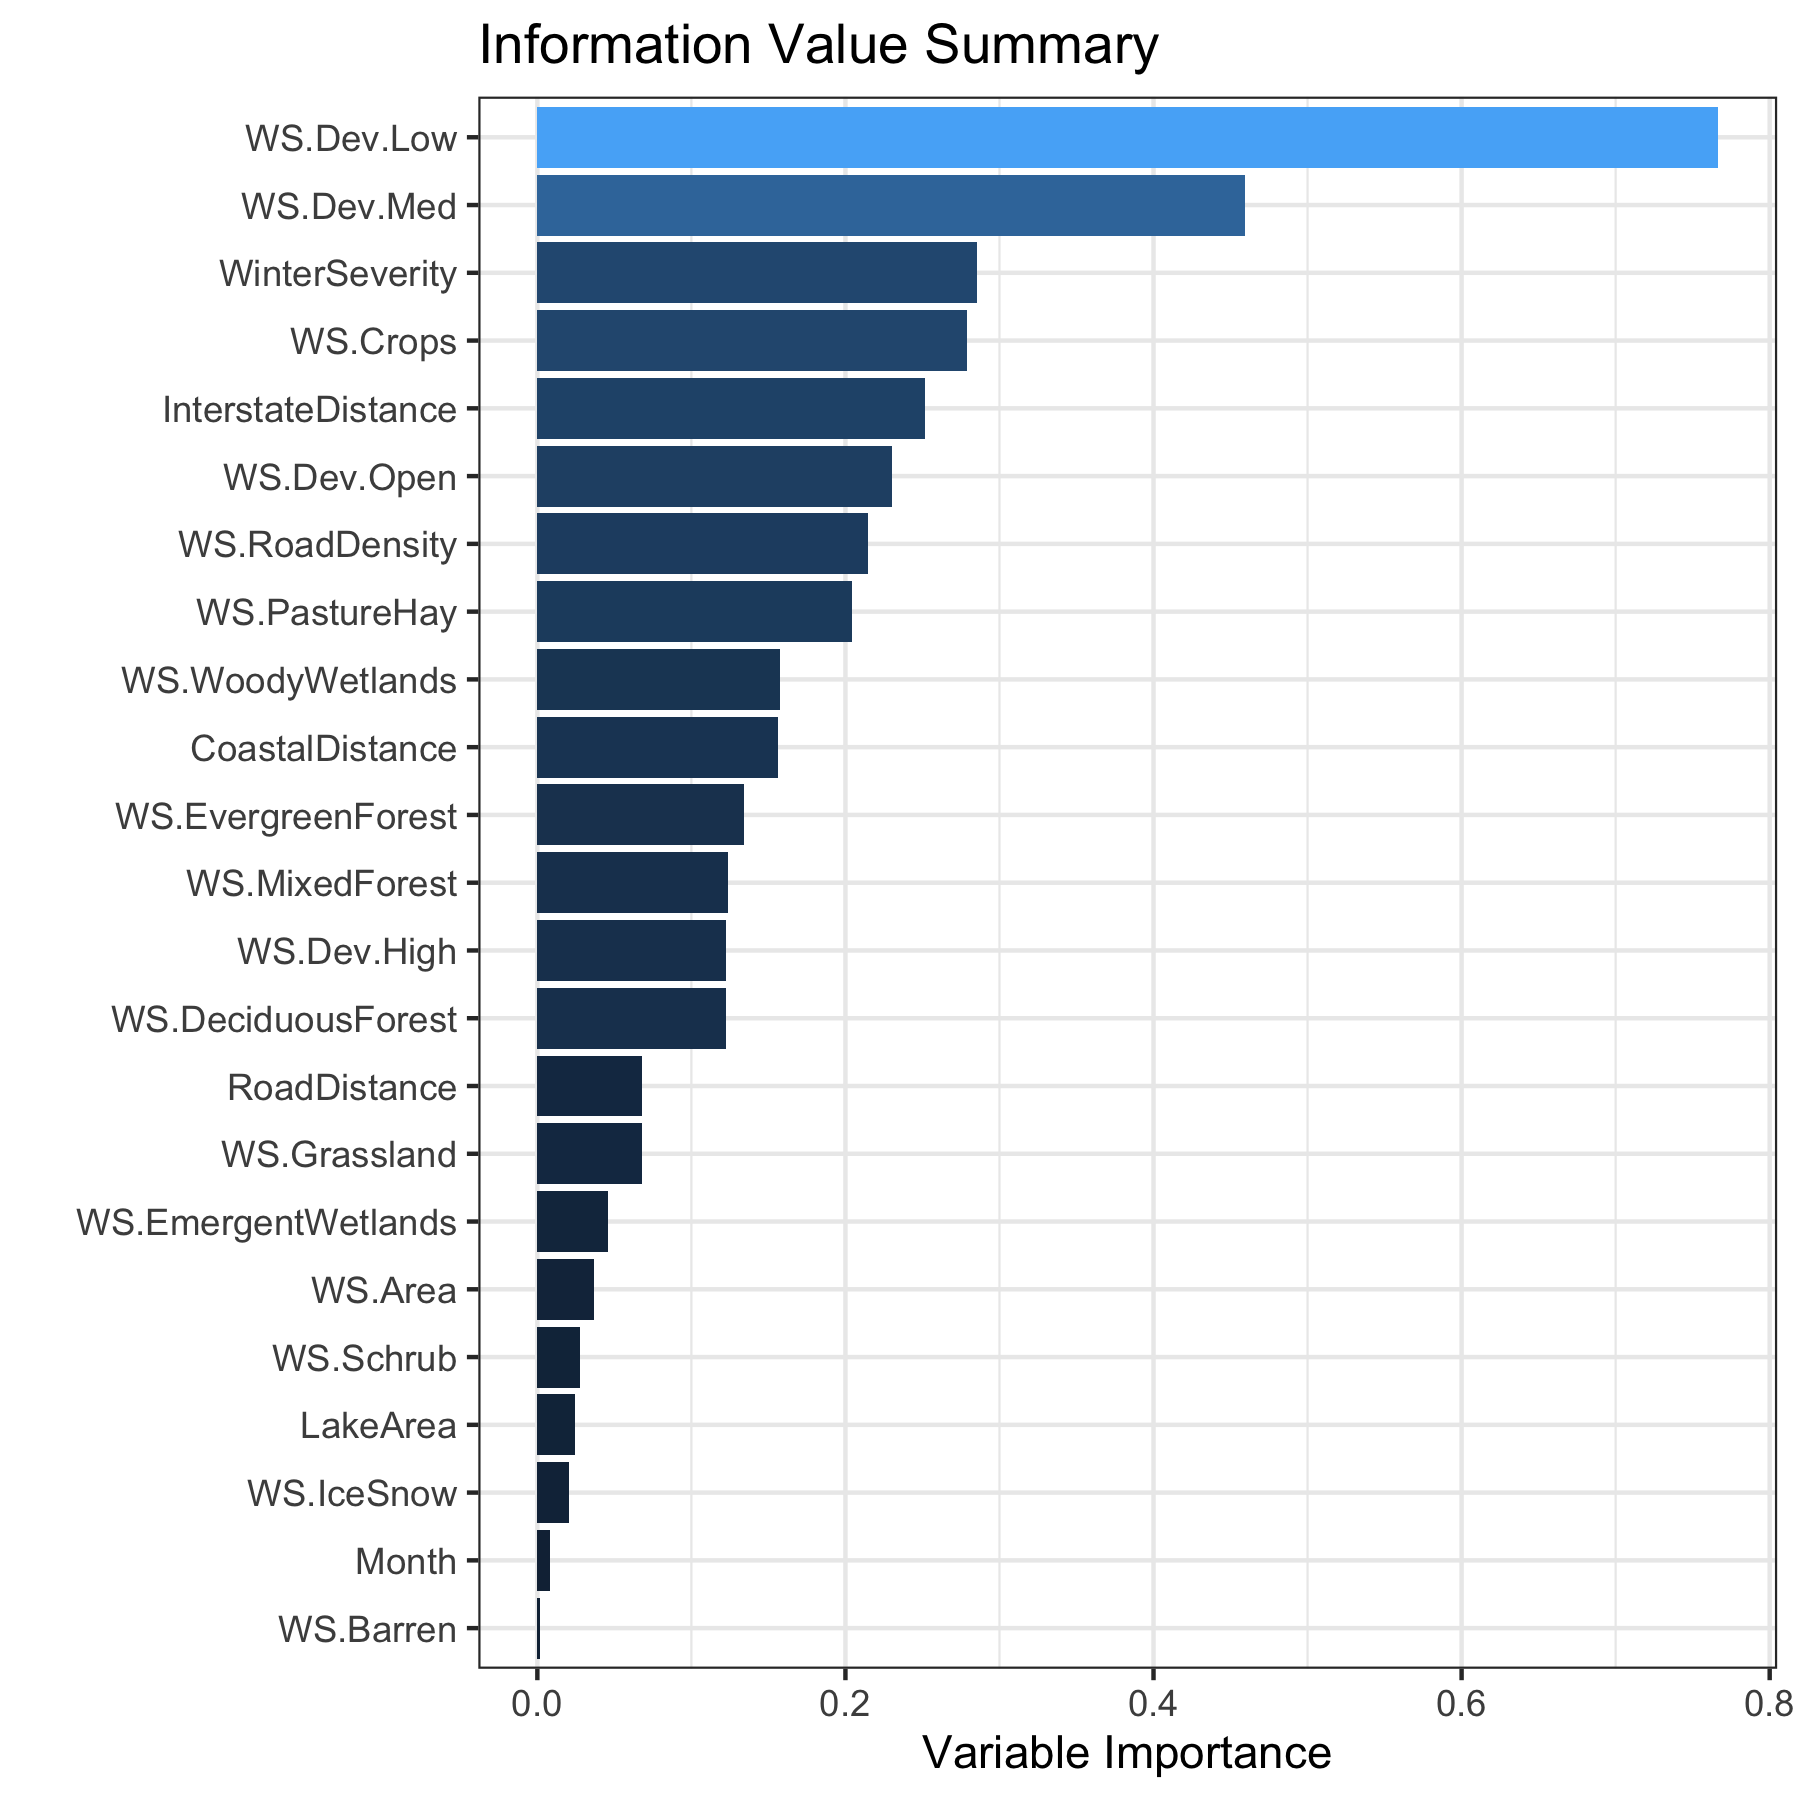 Information Value Summary
WS.Dev.Low
WS.Dev.Med
WinterSeverity
WS.Crops
InterstateDistance
WS.Dev.Open
WS.RoadDensity
WS.PastureHay
WS.WoodyWetlands
CoastalDistance
WS.EvergreenForest
WS.MixedForest
WS.Dev.High
WS.DeciduousForest
RoadDistance
WS.Grassland
WS.EmergentWetlands
WS.Area
WS.Schrub
LakeArea
WS.IceSnow
Month
WS.Barren
0.0 0.2 0.4 0.6 0.8
Variable Importance